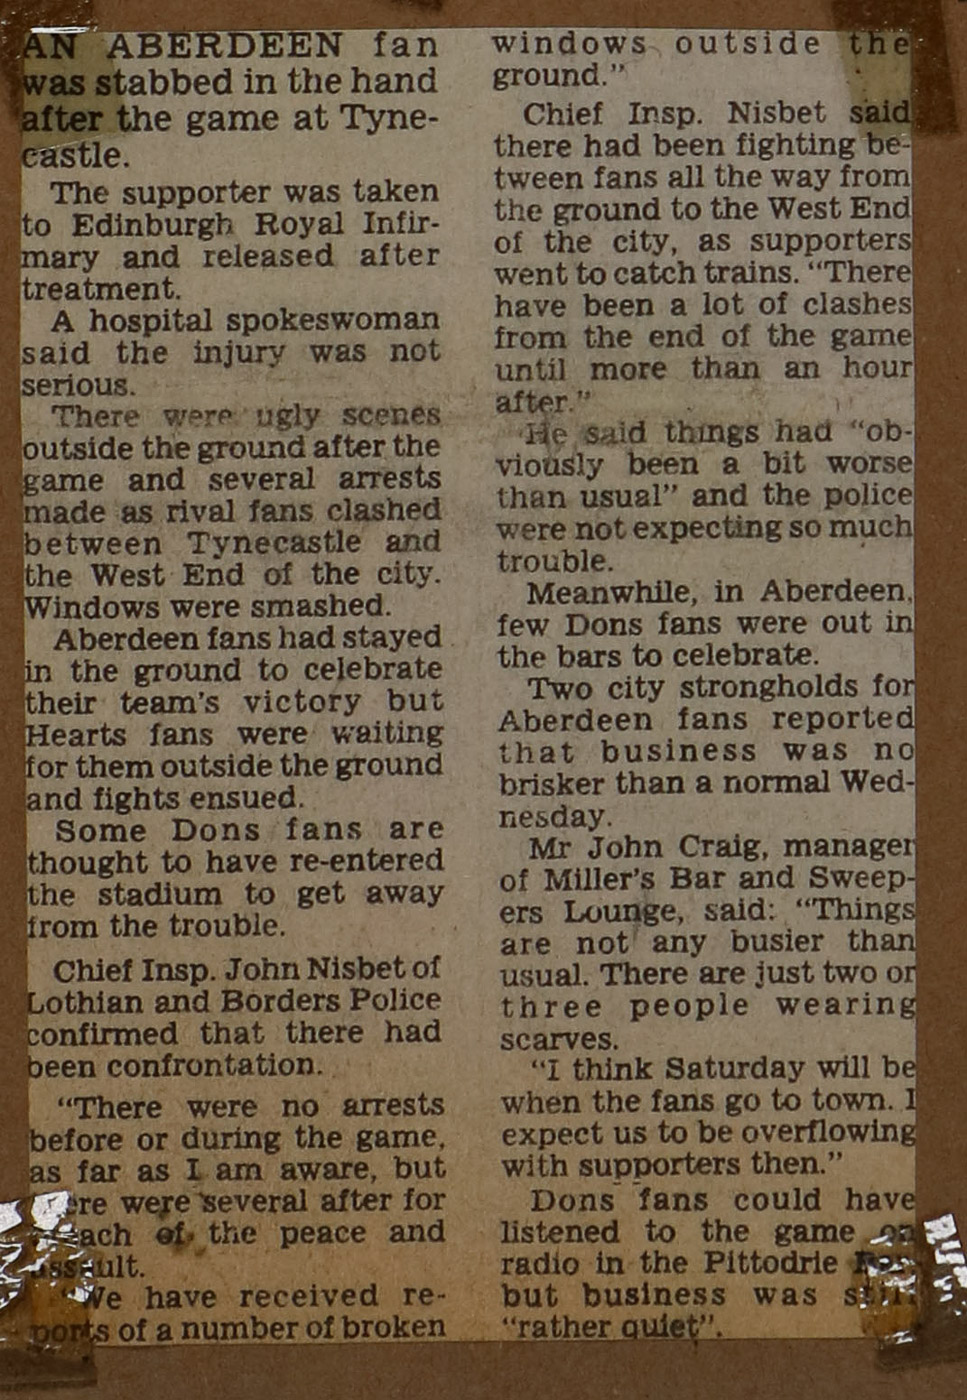 AN ABERDEEN fan
was stabbed in the hand
after the game at Tyne-
castle.
The supporter was taken
to Edinburgh Royal Infir-
mary and released after
treatment.
A hospital spokeswoman
said the injury was not
serious.
There were ugly scenes
outside the ground after the
game and several arrests
made as rival fans clashed
between Tynecastle and
the West End of the city.
Windows were smashed.
Aberdeen fans had stayed
in the ground to celebrate
their team's victory but
Hearts fans were waiting
for them outside the ground
and fights ensued.
Some Dons fans are
thought to have re-entered
the stadium to get away
from the trouble.
Chief Insp. John Nisbet of
Lothian and Borders Police
confirmed that there had
been confrontation.
"There were no arrests
before or during the game,
as far as I am aware, but
were several after for
of the peace and
assault.
"We have received re-
ports of a number of broken
windows outside the
ground."
Chief Insp. Nisbet said
there had been fighting be-
tween fans all the way from
the ground to the West End
of the city, as supporters
went to catch trains. "There
have been a lot of clashes
from the end of the game
until more than an hour
after."
He said things had "ob-
viously been a bit worse
than usual" and the police
were not expecting so much
trouble.
Meanwhile, in Aberdeen,
few Dons fans were out in
the bars to celebrate.
Two city strongholds for
Aberdeen fans reported
that business was no
brisker than a normal Wed-
nesday.
Mr John Craig, manager
of Miller's Bar and Sweep-
ers Lounge, said: "Things
are not any busier than
usual. There are just two or
three people wearing
scarves.
"I think Saturday will be
when the fans go to town. I
expect us to be overflowing
with supporters then."
Dons fans could have
listened to the game on
radio in the Pittodrie
but business was still
"rather quiet".